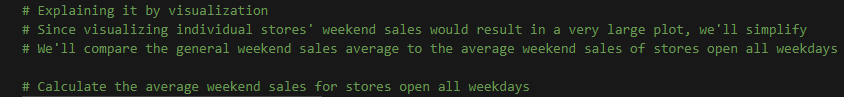 # Explaining it by visualization
# Since visualizing individual stores' weekend sales would result in a very large plot, we'll simplify
# We'll compare the general weekend sales average to the average weekend sales of stores open all weekdays
# Calculate the average weekend sales for stores open all weekdays